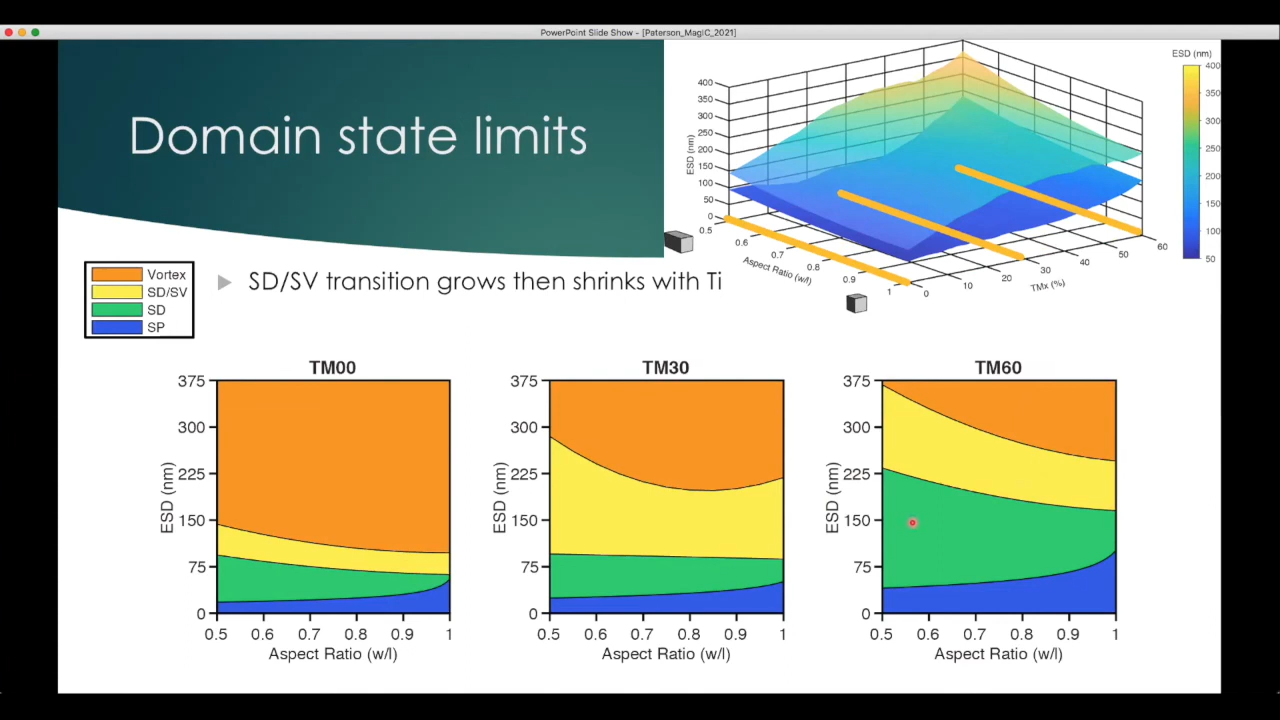 PowerPoint Slide Show - [Paterson_MagIC_2021]
Domain state limits
ESD (nm)
400
350
300
250
200
150
100
50
0
0.5
0.6
0.7
0.8
0.9
1
Aspect Ratio (w/l)
0
10
20
30
40
50
60
TMx (%)
ESD (nm)
400
350
300
250
200
150
100
50
Vortex
SD/SV
SD
SP
SD/SV transition grows then shrinks with Ti
TM00
375
300
225
150
75
0
ESD (nm)
0.5 0.6 0.7 0.8 0.9 1
Aspect Ratio (w/l)
TM30
375
300
225
150
75
0
ESD (nm)
0.5 0.6 0.7 0.8 0.9 1
Aspect Ratio (w/l)
TM60
375
300
225
150
75
0
ESD (nm)
0.5 0.6 0.7 0.8 0.9 1
Aspect Ratio (w/l)